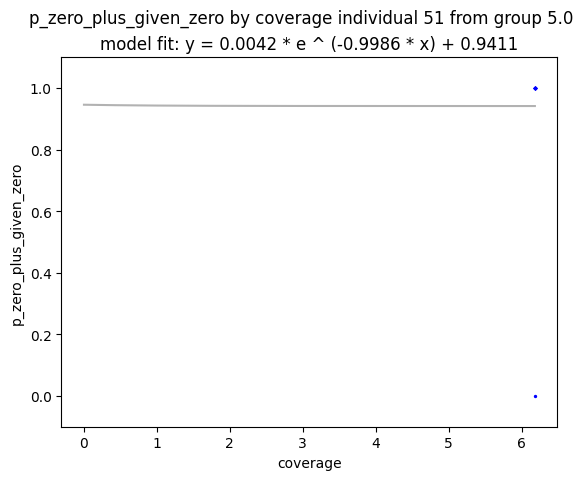 p_zero_plus_given_zero by coverage individual 51 from group 5.0
model fit: y = 0.0042 * e ^ (-0.9986 * x) + 0.9411
1.0
0.8
0.6
0.4
0.2
0.0
p_zero_plus_given_zero
0 1 2 3 4 5 6
coverage